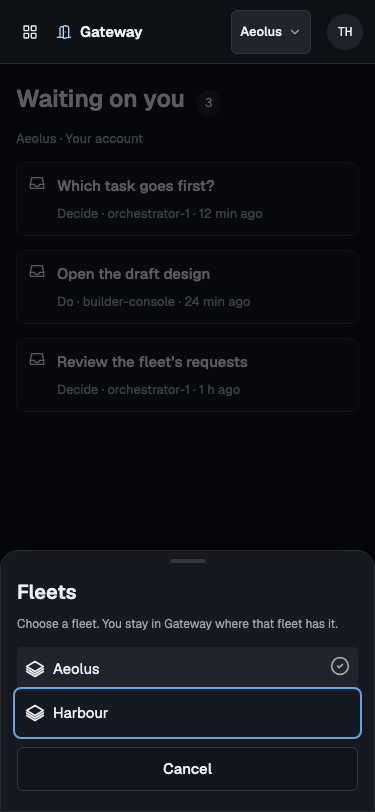 Gateway
Aeolus
TH
Waiting on you 3
Aeolus · Your account
Which task goes first?
Decide · orchestrator-1 · 12 min ago
Open the draft design
Do · builder-console · 24 min ago
Review the fleet’s requests
Decide · orchestrator-1 · 1 h ago
Fleets
Choose a fleet. You stay in Gateway where that fleet has it.
Aeolus
Harbour
Cancel